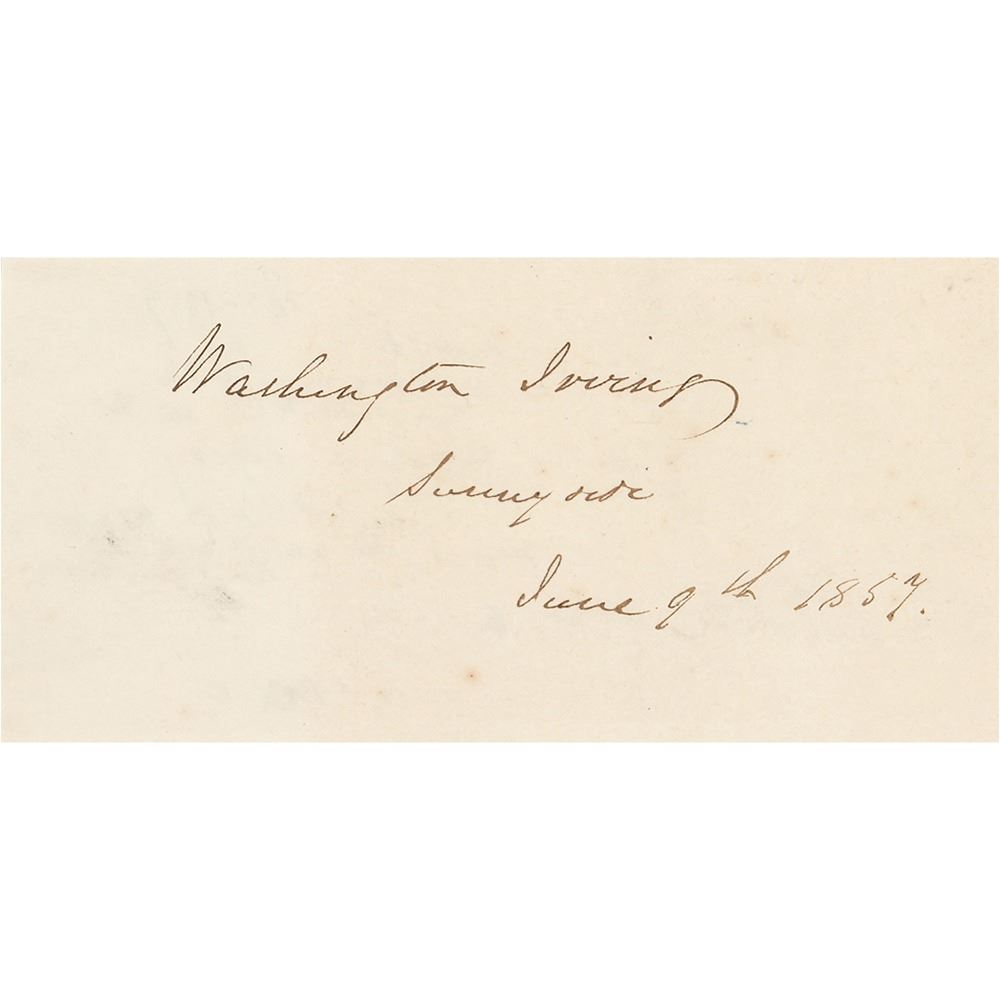 Washington Irving
Sunnyside
June 9th 1857.